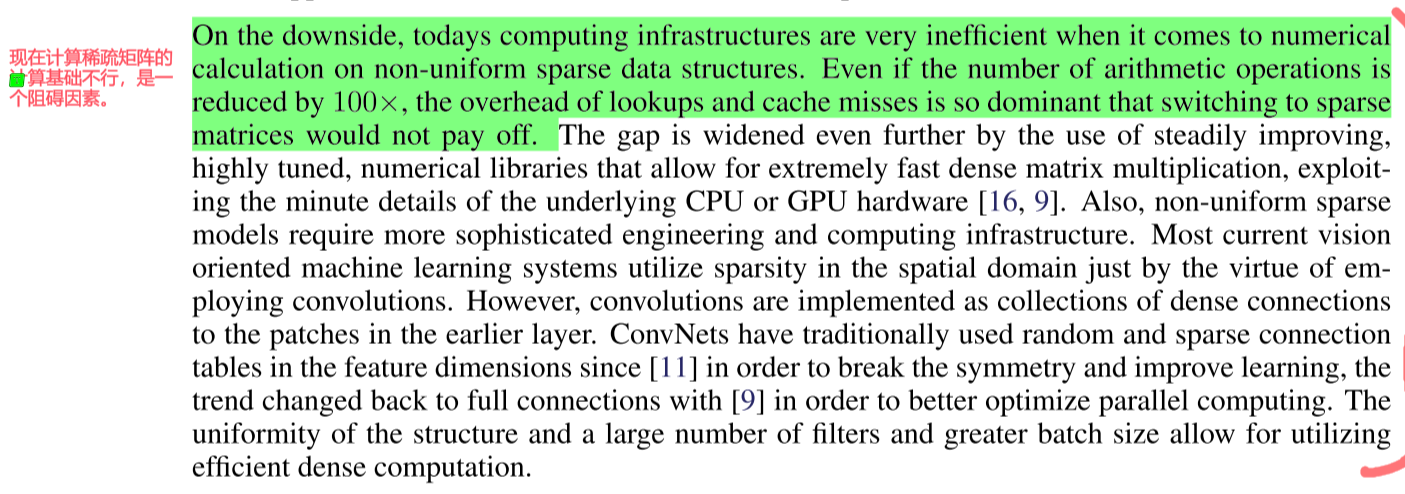 现在计算稀疏矩阵的
计算基础不行，是一
个阻碍因素。
On the downside, todays computing infrastructures are very inefficient when it comes to numerical
calculation on non-uniform sparse data structures. Even if the number of arithmetic operations is
reduced by 100×, the overhead of lookups and cache misses is so dominant that switching to sparse
matrices would not pay off. The gap is widened even further by the use of steadily improving,
highly tuned, numerical libraries that allow for extremely fast dense matrix multiplication, exploit-
ing the minute details of the underlying CPU or GPU hardware [16, 9]. Also, non-uniform sparse
models require more sophisticated engineering and computing infrastructure. Most current vision
oriented machine learning systems utilize sparsity in the spatial domain just by the virtue of em-
ploying convolutions. However, convolutions are implemented as collections of dense connections
to the patches in the earlier layer. ConvNets have traditionally used random and sparse connection
tables in the feature dimensions since [11] in order to break the symmetry and improve learning, the
trend changed back to full connections with [9] in order to better optimize parallel computing. The
uniformity of the structure and a large number of filters and greater batch size allow for utilizing
efficient dense computation.